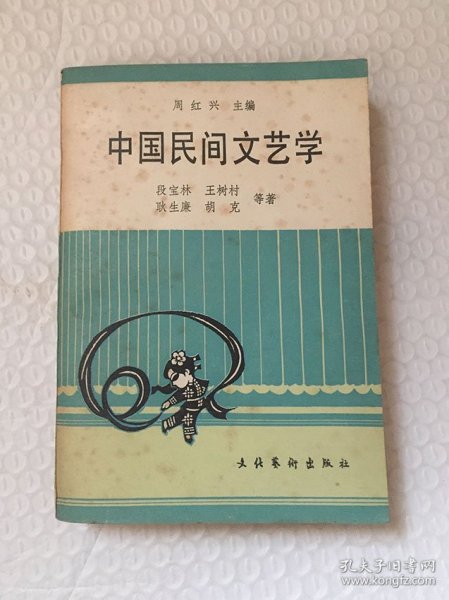 周红兴 主编
中国民间文艺学
段宝林 王树村
耿生廉 胡克 等著
文化藝術出版社
孔夫子旧书网
www.kongfz.com